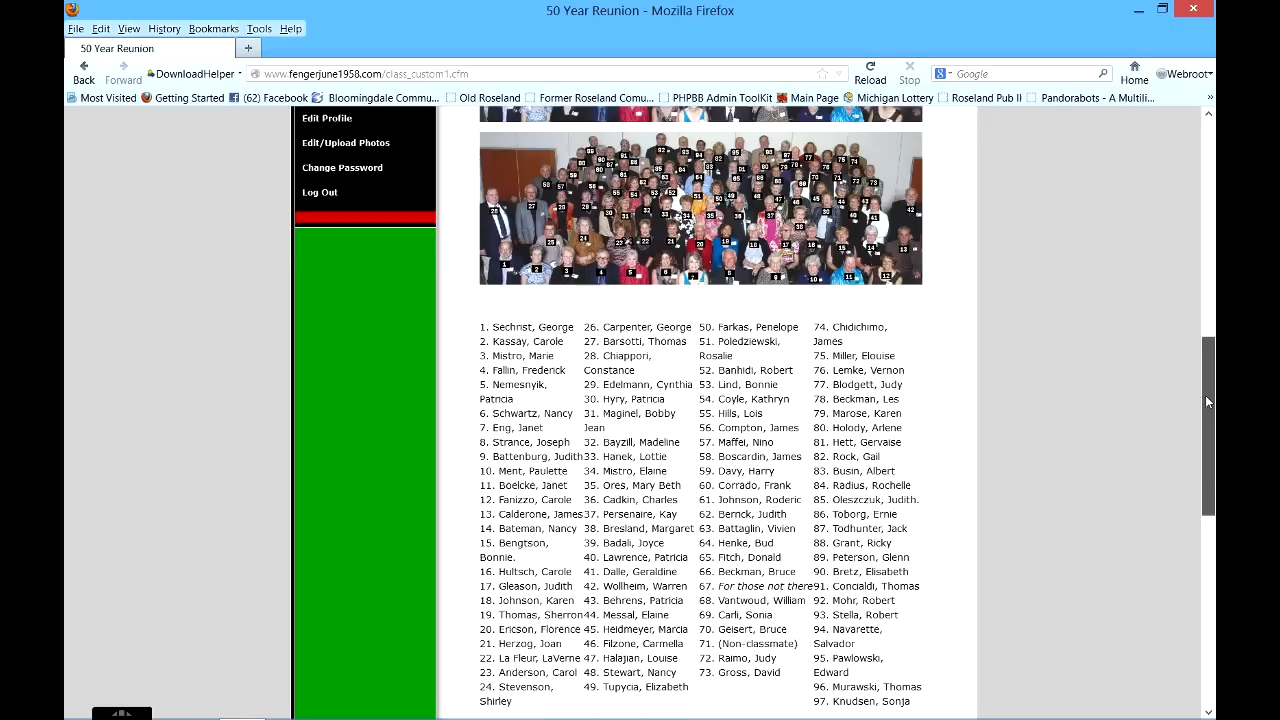 50 Year Reunion - Mozilla Firefox
File Edit View History Bookmarks Tools Help
50 Year Reunion
Back Forward DownloadHelper www.fengerjune1958.com/class_custom1.cfm Reload Stop Google Home Webroot
Most Visited Getting Started (62) Facebook Bloomingdale Commu... Old Roseland Former Roseland Comu... PHPBB Admin ToolKit Main Page Michigan Lottery Roseland Pub II Pandorabots - A Multili... »
Edit Profile
Edit/Upload Photos
Change Password
Log Out
1. Sechrist, George
2. Kassay, Carole
3. Mistro, Marie
4. Fallin, Frederick
5. Nemesnyik,
Patricia
6. Schwartz, Nancy
7. Eng, Janet
8. Strance, Joseph
9. Battenburg, Judith
10. Ment, Paulette
11. Boelcke, Janet
12. Fanizzo, Carole
13. Calderone, James
14. Bateman, Nancy
15. Bengtson,
Bonnie.
16. Hultsch, Carole
17. Gleason, Judith
18. Johnson, Karen
19. Thomas, Sherron
20. Ericson, Florence
21. Herzog, Joan
22. La Fleur, LaVerne
23. Anderson, Carol
24. Stevenson,
Shirley
26. Carpenter, George
27. Barsotti, Thomas
28. Chiappori,
Constance
29. Edelmann, Cynthia
30. Hyry, Patricia
31. Maginel, Bobby
Jean
32. Bayzill, Madeline
33. Hanek, Lottie
34. Mistro, Elaine
35. Ores, Mary Beth
36. Cadkin, Charles
37. Persenaire, Kay
38. Bresland, Margaret
39. Badali, Joyce
40. Lawrence, Patricia
41. Dalle, Geraldine
42. Wollheim, Warren
43. Behrens, Patricia
44. Messal, Elaine
45. Heidmeyer, Marcia
46. Filzone, Carmella
47. Halajian, Louise
48. Stewart, Nancy
49. Tupycia, Elizabeth
50. Farkas, Penelope
51. Poledziewski,
Rosalie
52. Banhidi, Robert
53. Lind, Bonnie
54. Coyle, Kathryn
55. Hills, Lois
56. Compton, James
57. Maffei, Nino
58. Boscardin, James
59. Davy, Harry
60. Corrado, Frank
61. Johnson, Roderic
62. Berrick, Judith
63. Battaglin, Vivien
64. Henke, Bud
65. Fitch, Donald
66. Beckman, Bruce
67. For those not there
68. Vantwoud, William
69. Carli, Sonia
70. Geisert, Bruce
71. (Non-classmate)
72. Raimo, Judy
73. Gross, David
74. Chidichimo,
James
75. Miller, Elouise
76. Lemke, Vernon
77. Blodgett, Judy
78. Beckman, Les
79. Marose, Karen
80. Holody, Arlene
81. Hett, Gervaise
82. Rock, Gail
83. Busin, Albert
84. Radius, Rochelle
85. Oleszczuk, Judith.
86. Toborg, Ernie
87. Todhunter, Jack
88. Grant, Ricky
89. Peterson, Glenn
90. Bretz, Elisabeth
91. Concialdi, Thomas
92. Mohr, Robert
93. Stella, Robert
94. Navarette,
Salvador
95. Pawlowski,
Edward
96. Murawski, Thomas
97. Knudsen, Sonja